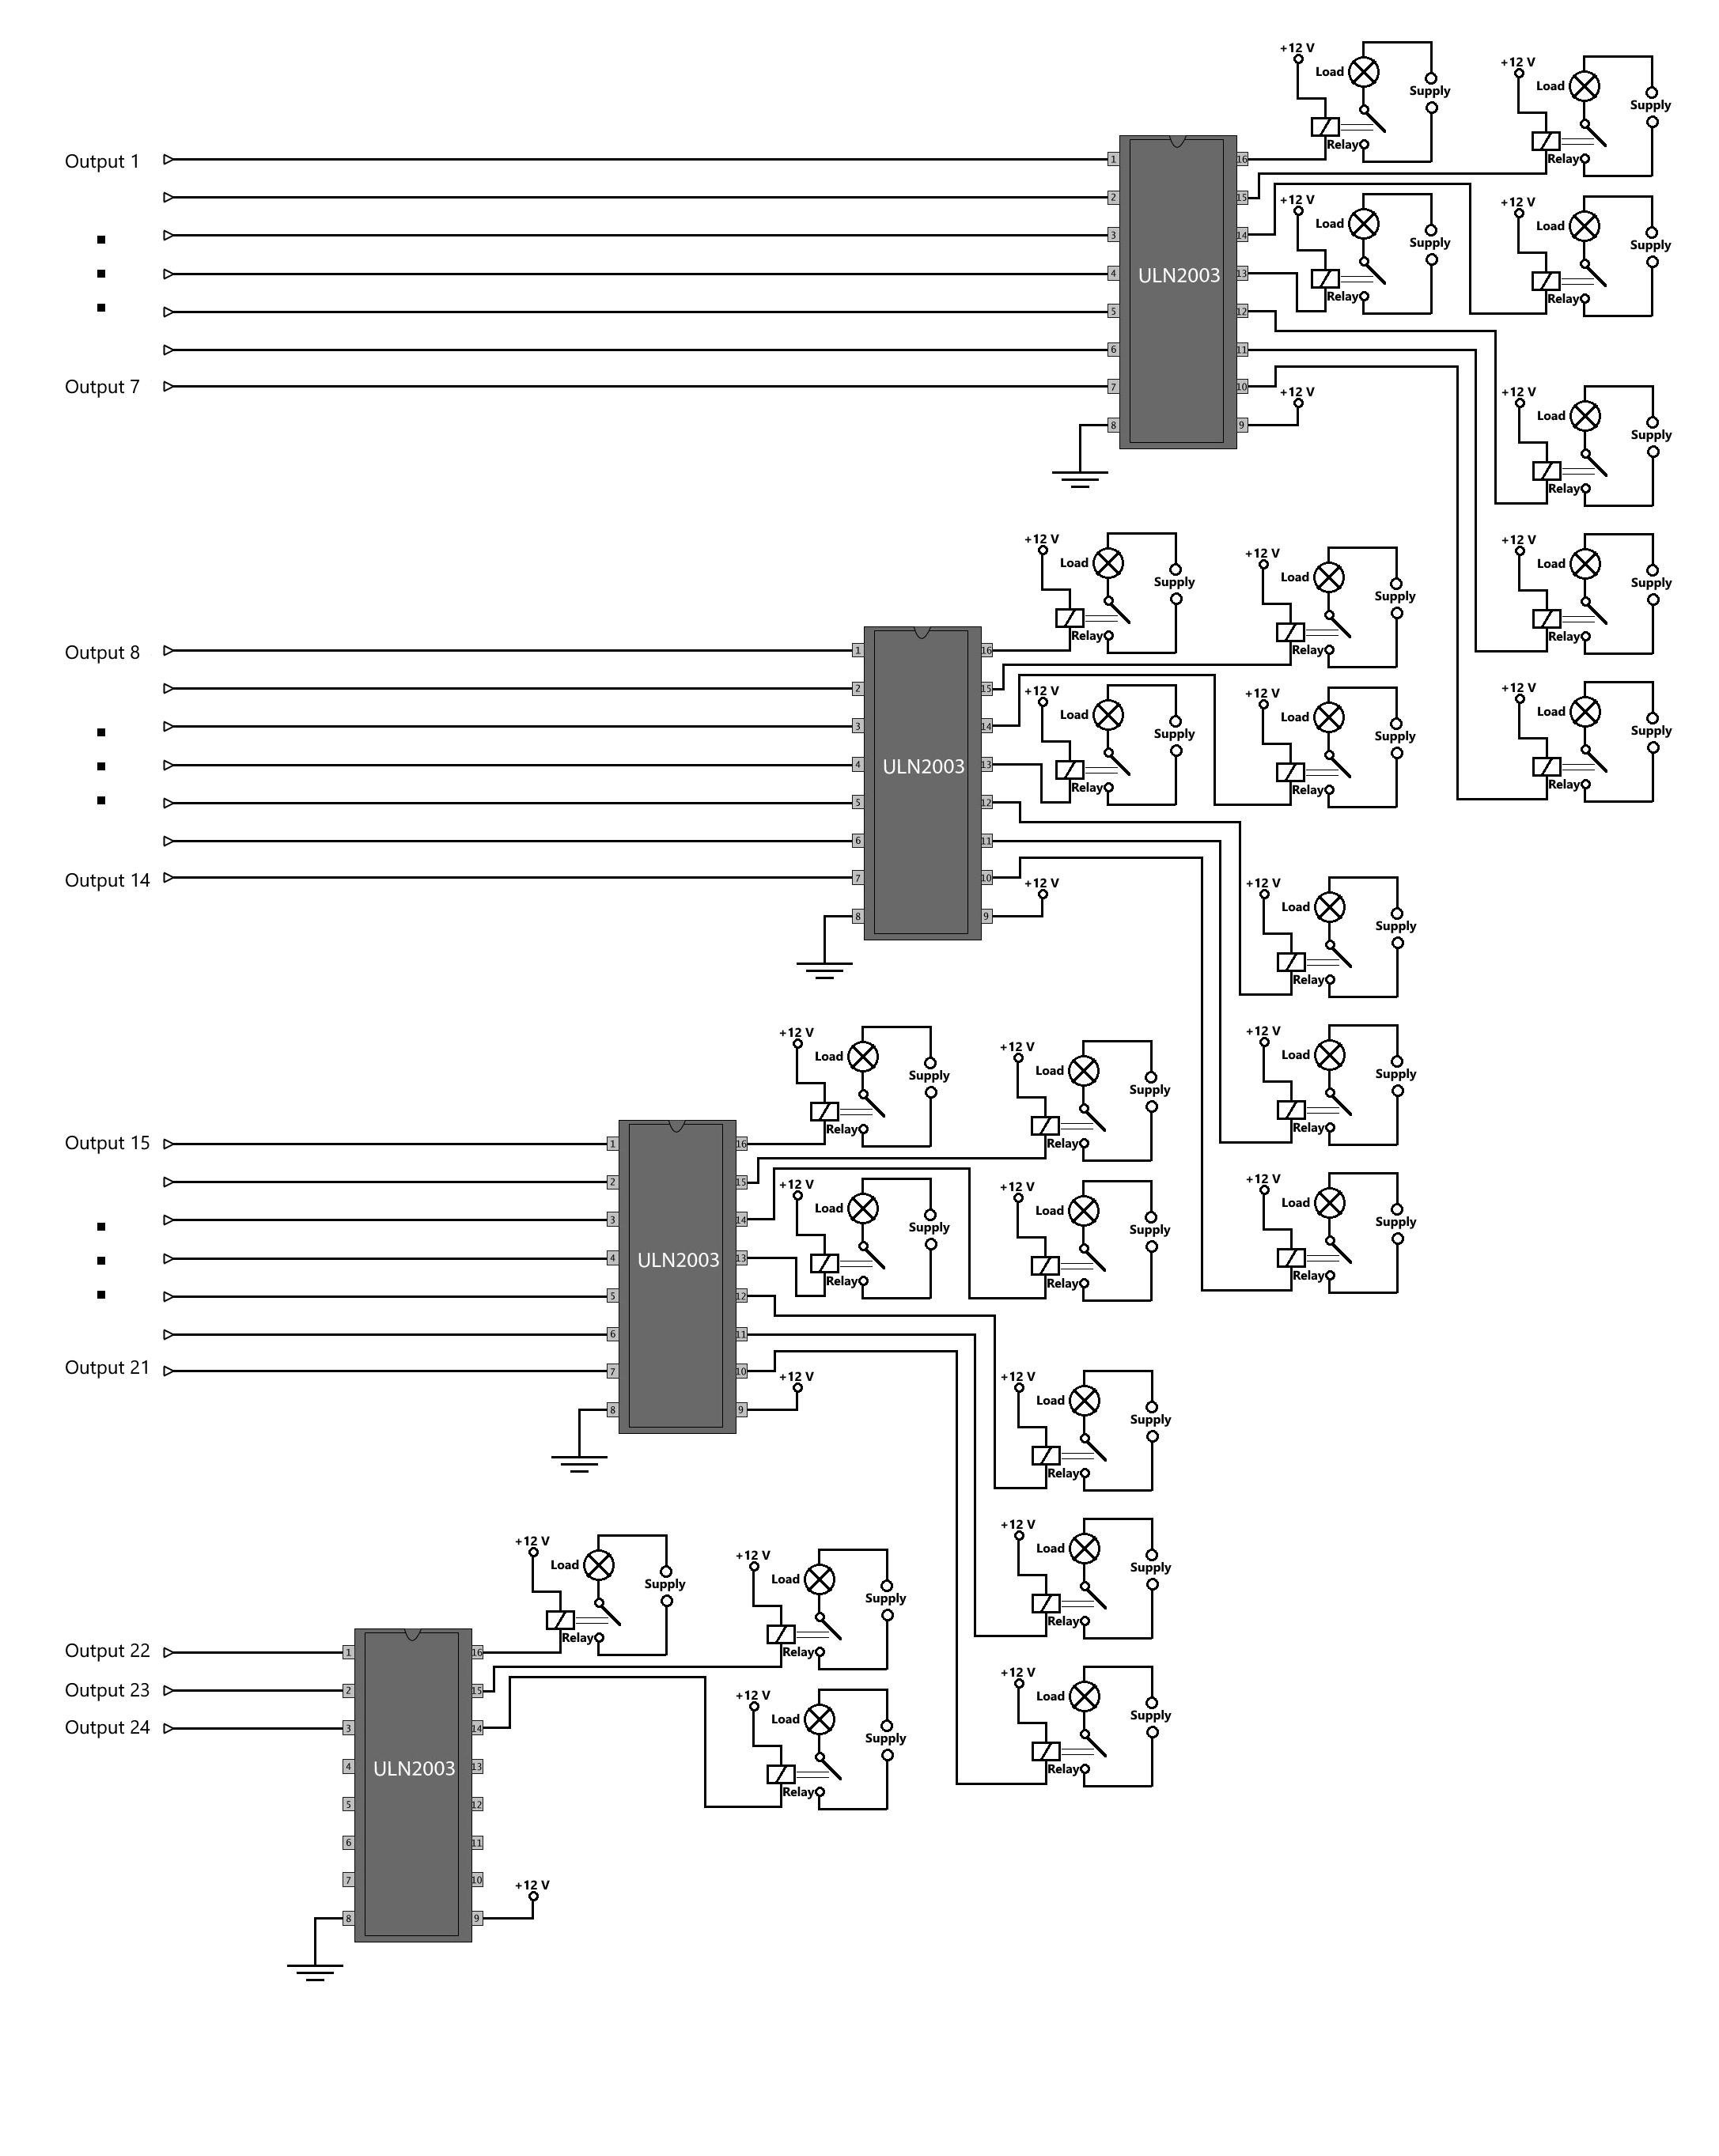 +12 V
Load
Supply
Relay
+12 V
Load
Supply
Relay
Output 1
1
2
3
4
5
6
7
8
ULN2003
16
15
14
13
12
11
10
9
+12 V
Load
Supply
Relay
+12 V
Load
Supply
Relay
Output 7
+12 V
+12 V
Load
Supply
Relay
+12 V
Load
Supply
Relay
+12 V
Load
Supply
Relay
+12 V
Load
Supply
Relay
+12 V
Load
Supply
Relay
Output 8
1
2
3
4
5
6
7
8
ULN2003
16
15
14
13
12
11
10
9
+12 V
Load
Supply
Relay
+12 V
Load
Supply
Relay
Output 14
+12 V
+12 V
Load
Supply
Relay
+12 V
Load
Supply
Relay
+12 V
Load
Supply
Relay
+12 V
Load
Supply
Relay
+12 V
Load
Supply
Relay
Output 15
1
2
3
4
5
6
7
8
ULN2003
16
15
14
13
12
11
10
9
+12 V
Load
Supply
Relay
+12 V
Load
Supply
Relay
Output 21
+12 V
+12 V
Load
Supply
Relay
+12 V
Load
Supply
Relay
+12 V
Load
Supply
Relay
+12 V
Load
Supply
Relay
+12 V
Load
Supply
Relay
Output 22
Output 23
Output 24
1
2
3
4
5
6
7
8
ULN2003
16
15
14
13
12
11
10
9
+12 V
Load
Supply
Relay
+12 V